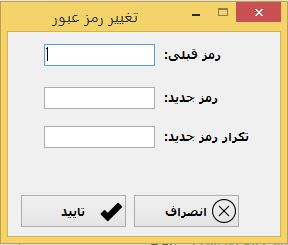 تغییر رمز عبور
رمز قبلی:
رمز جدید:
تکرار رمز جدید:
انصراف
تایید